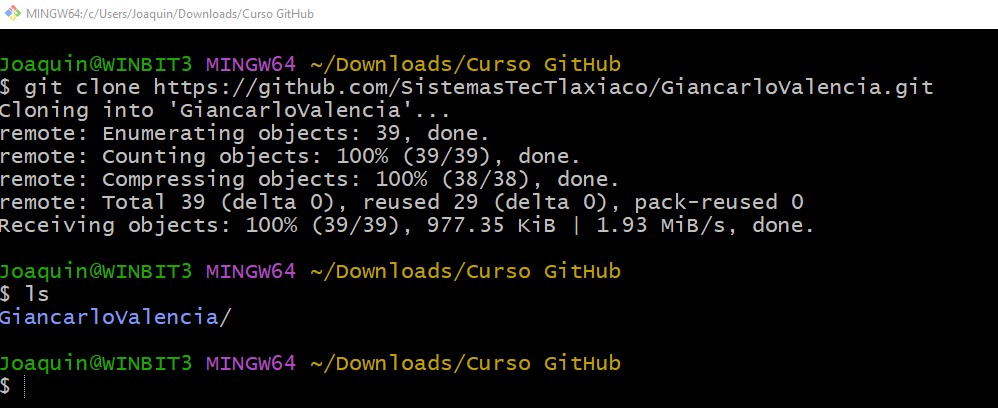 MINGW64:/c/Users/Joaquin/Downloads/Curso GitHub
Joaquin@WINBIT3 MINGW64 ~/Downloads/Curso GitHub
$ git clone https://github.com/SistemasTecTlaxiaco/GiancarloValencia.git
Cloning into 'GiancarloValencia'...
remote: Enumerating objects: 39, done.
remote: Counting objects: 100% (39/39), done.
remote: Compressing objects: 100% (38/38), done.
remote: Total 39 (delta 0), reused 29 (delta 0), pack-reused 0
Receiving objects: 100% (39/39), 977.35 KiB | 1.93 MiB/s, done.
Joaquin@WINBIT3 MINGW64 ~/Downloads/Curso GitHub
$ ls
GiancarloValencia/
Joaquin@WINBIT3 MINGW64 ~/Downloads/Curso GitHub
$